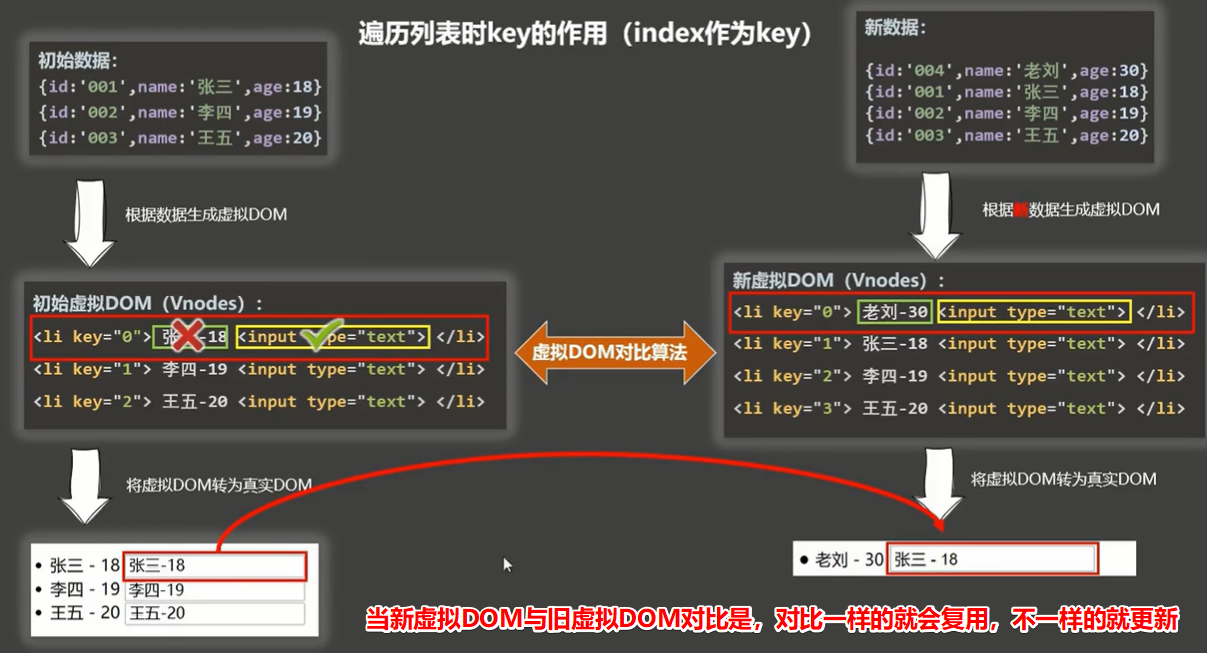 遍历列表时key的作用（index作为key）
初始数据：
{id:'001',name:'张三',age:18}
{id:'002',name:'李四',age:19}
{id:'003',name:'王五',age:20}
新数据：
{id:'004',name:'老刘',age:30}
{id:'001',name:'张三',age:18}
{id:'002',name:'李四',age:19}
{id:'003',name:'王五',age:20}
根据数据生成虚拟DOM
根据 数据生成虚拟DOM
初始虚拟DOM（Vnodes）:
<li key="0"> 张 -18 <input type="text"> </li>
<li key="1"> 李四-19 <input type="text"> </li>
<li key="2"> 王五-20 <input type="text"> </li>
虚拟DOM对比算法
新虚拟DOM（Vnodes）:
<li key="0"> 老刘-30 <input type="text"> </li>
<li key="1"> 张三-18 <input type="text"> </li>
<li key="2"> 李四-19 <input type="text"> </li>
<li key="3"> 王五-20 <input type="text"> </li>
将虚拟DOM转为真实DOM
将虚拟DOM转为真实DOM
• 张三 - 18 张三-18
• 李四 - 19 李四-19
• 王五 - 20 王五-20
• 老刘 - 30 张三 - 18
当新虚拟DOM与旧虚拟DOM对比是，对比一样的就会复用，不一样的就更新